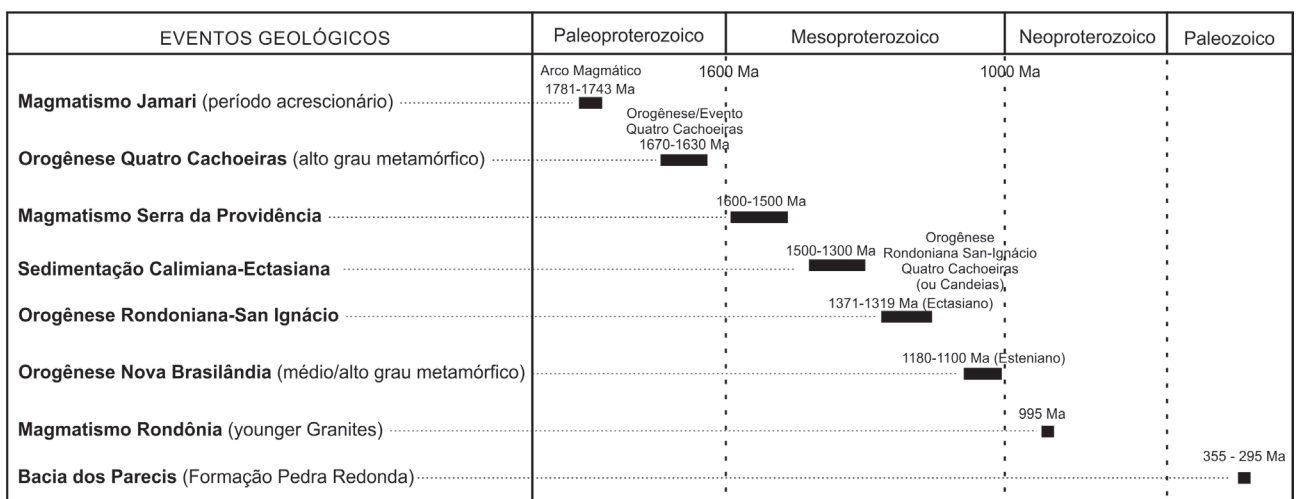 EVENTOS GEOLÓGICOS
Paleoproterozoico
Mesoproterozoico
Neoproterozoico
Paleozoico
Arco Magmático
1600 Ma
1000 Ma
1781-1743 Ma
Magmatismo Jamari (período acrescionário)
Orogênese/Evento
Quatro Cachoeiras
1670-1630 Ma
Orogênese Quatro Cachoeiras (alto grau metamórfico)
1600-1500 Ma
Magmatismo Serra da Providência
Orogênese
Rondoniana San-Ignácio
Quatro Cachoeiras
(ou Candeias)
1500-1300 Ma
Sedimentação Calimiana-Ectasiana
1371-1319 Ma (Ectasiano)
Orogênese Rondoniana-San Ignácio
1180-1100 Ma (Esteniano)
Orogênese Nova Brasilândia (médio/alto grau metamórfico)
995 Ma
Magmatismo Rondônia (younger Granites)
355 - 295 Ma
Bacia dos Parecis (Formação Pedra Redonda)